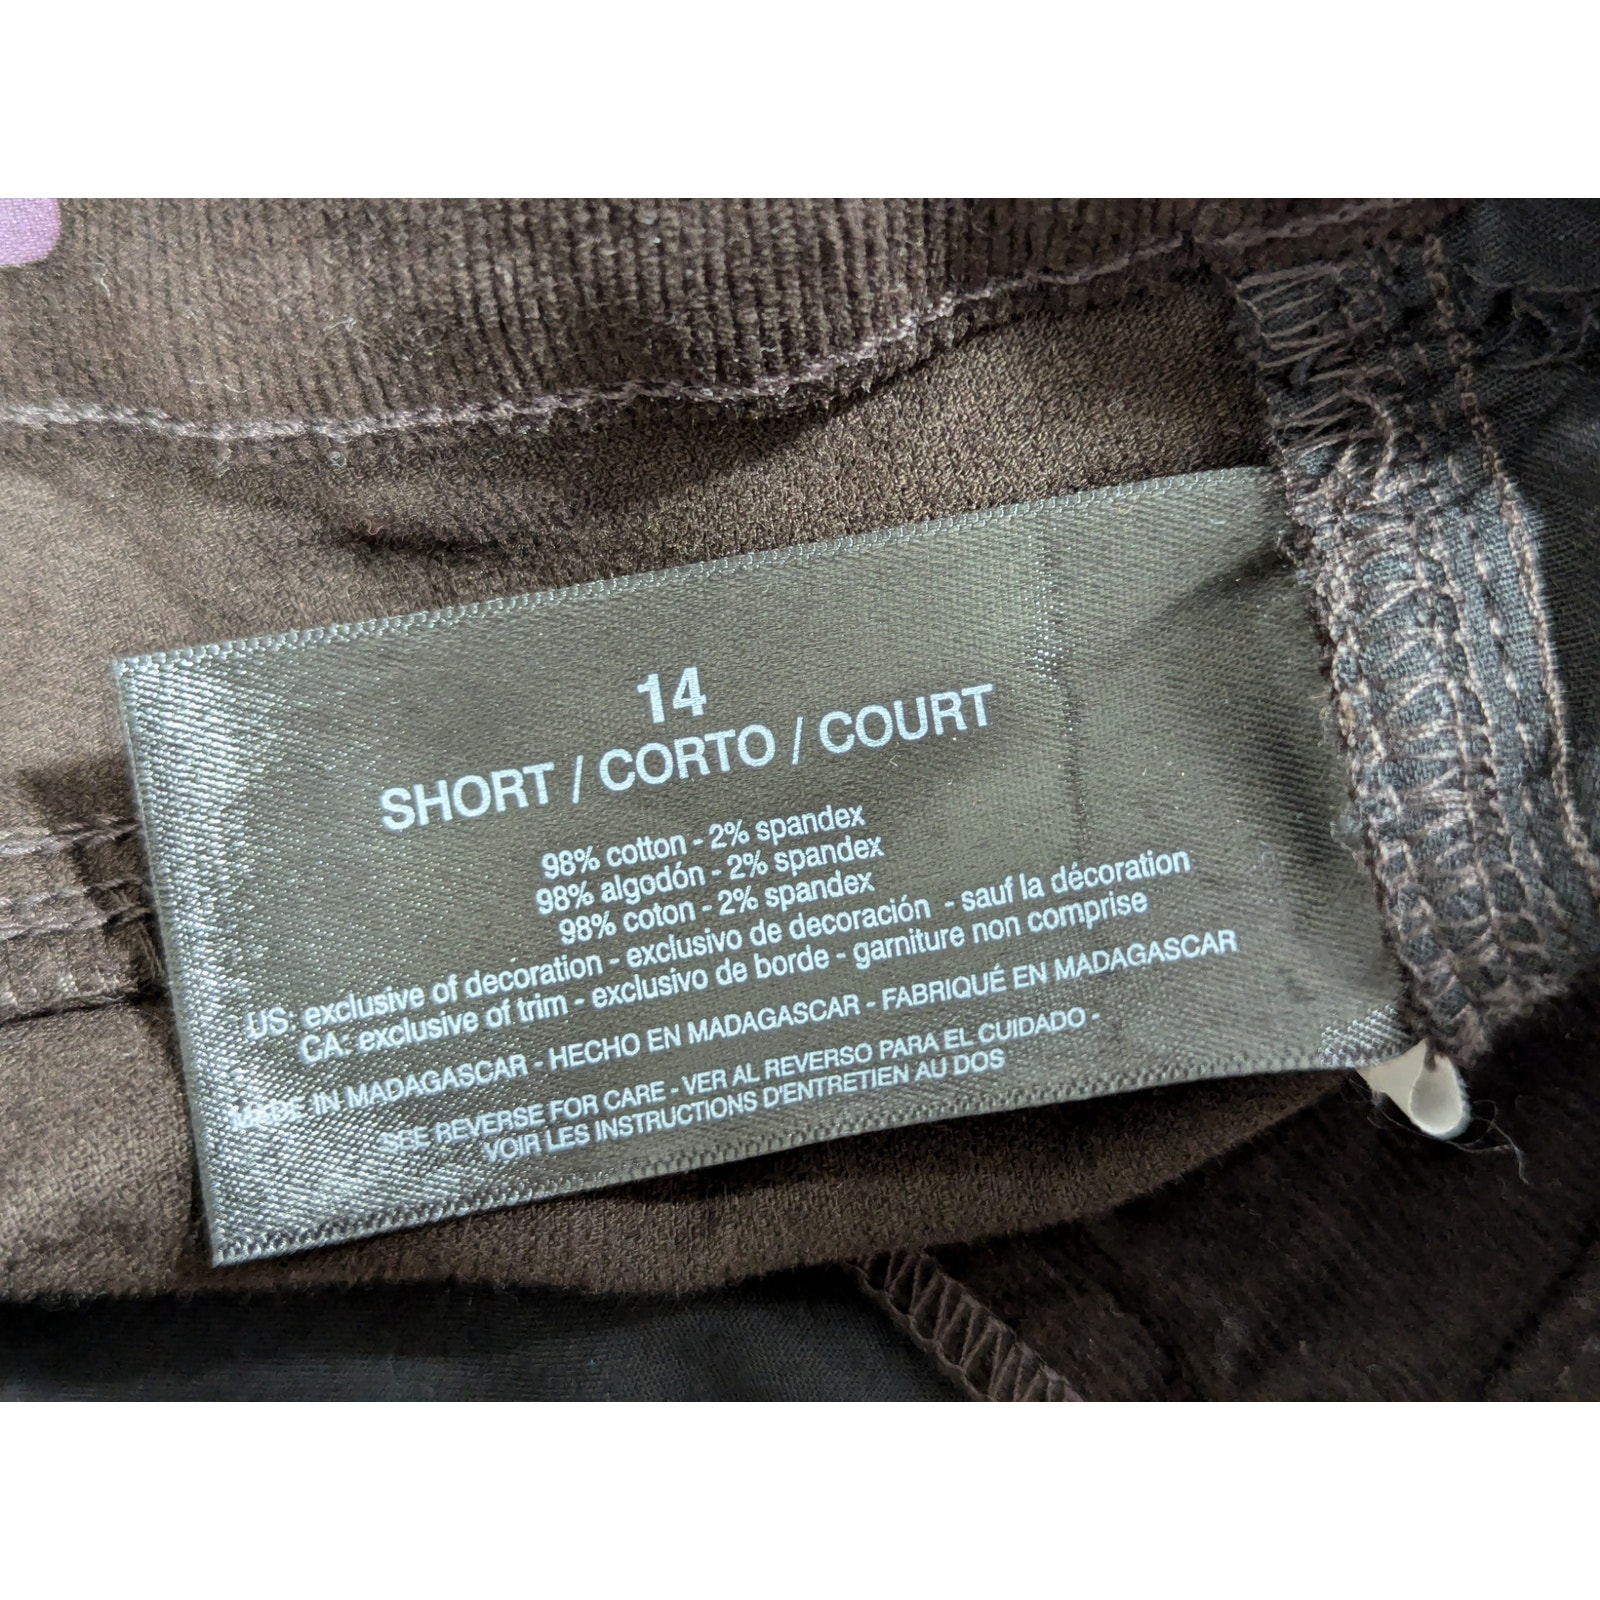 14
SHORT / CORTO / COURT
98% cotton - 2% spandex
98% algodón - 2% spandex
98% coton - 2% spandex
US: exclusive of decoration - exclusivo de decoración - sauf la décoration
CA: exclusive of trim - exclusivo de borde - garniture non comprise
MADE IN MADAGASCAR - HECHO EN MADAGASCAR - FABRIQUÉ EN MADAGASCAR
SEE REVERSE FOR CARE - VER AL REVERSO PARA EL CUIDADO -
VOIR LES INSTRUCTIONS D'ENTRETIEN AU DOS